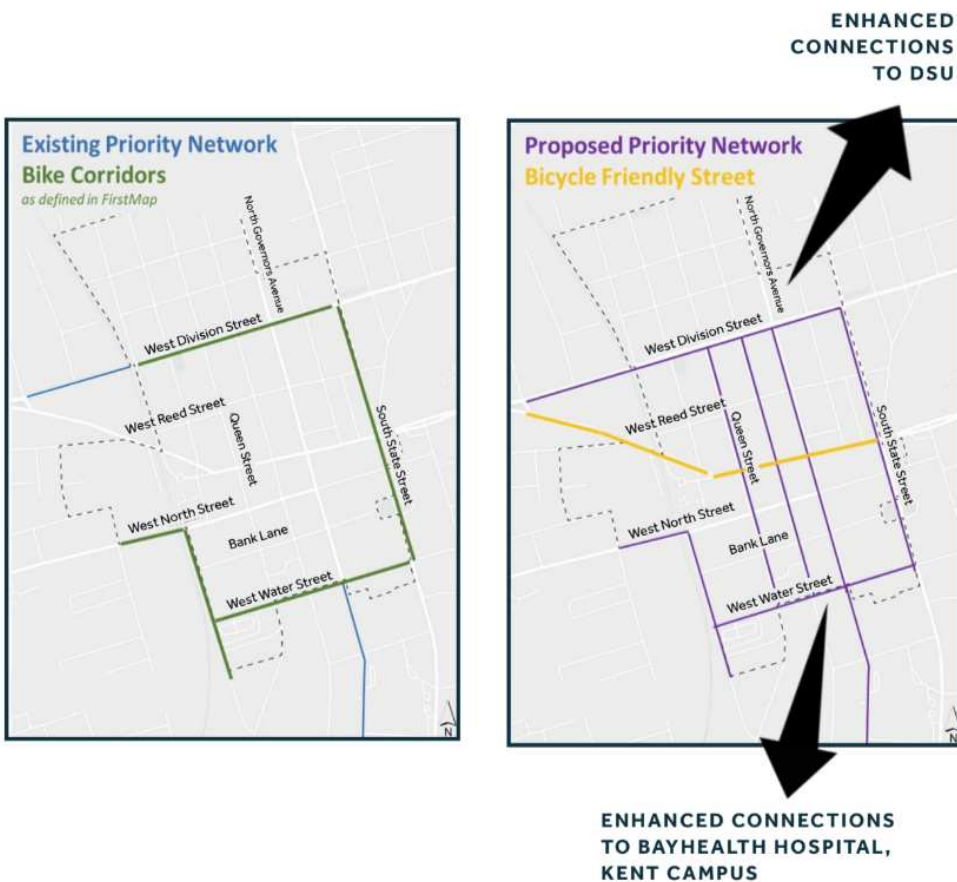 ENHANCED
CONNECTIONS
TO DSU
Existing Priority Network
Bike Corridors
as defined in FirstMap
North Governors Avenue
West Division Street
West Reed Street
Queen Street
South State Street
West North Street
Bank Lane
West Water Street
N
Proposed Priority Network
Bicycle Friendly Street
North Governors Avenue
West Division Street
West Reed Street
Queen Street
South State Street
West North Street
Bank Lane
West Water Street
N
ENHANCED CONNECTIONS
TO BAYHEALTH HOSPITAL,
KENT CAMPUS